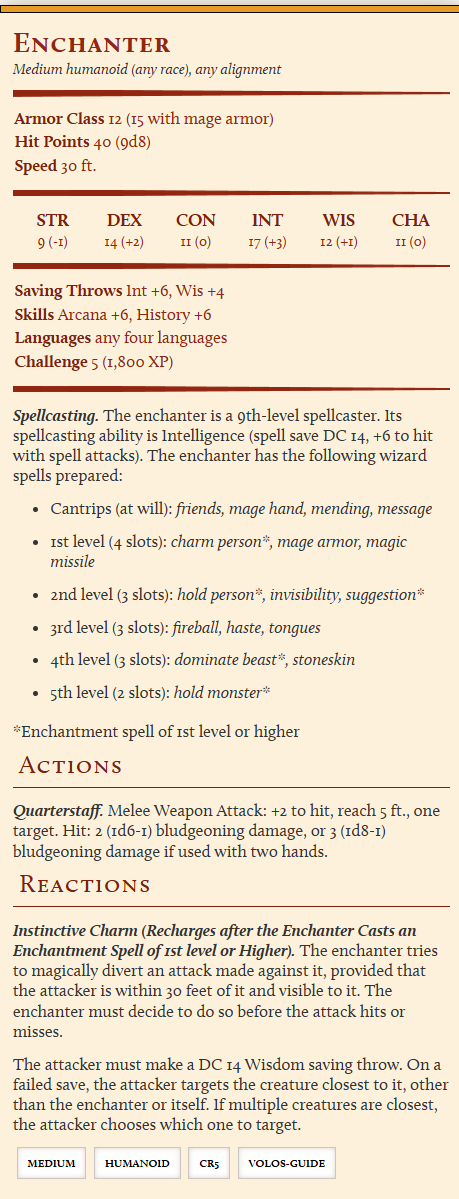 Enchanter
Medium humanoid (any race), any alignment
Armor Class 12 (15 with mage armor)
Hit Points 40 (9d8)
Speed 30 ft.
STR DEX CON INT WIS CHA
9 (-1) 14 (+2) 11 (0) 17 (+3) 12 (+1) 11 (0)
Saving Throws Int +6, Wis +4
Skills Arcana +6, History +6
Languages any four languages
Challenge 5 (1,800 XP)
Spellcasting. The enchanter is a 9th-level spellcaster. Its
spellcasting ability is Intelligence (spell save DC 14, +6 to hit
with spell attacks). The enchanter has the following wizard
spells prepared:
• Cantrips (at will): friends, mage hand, mending, message
• 1st level (4 slots): charm person*, mage armor, magic
missile
• 2nd level (3 slots): hold person*, invisibility, suggestion*
• 3rd level (3 slots): fireball, haste, tongues
• 4th level (3 slots): dominate beast*, stoneskin
• 5th level (2 slots): hold monster*
*Enchantment spell of 1st level or higher
Actions
Quarterstaff. Melee Weapon Attack: +2 to hit, reach 5 ft., one
target. Hit: 2 (1d6-1) bludgeoning damage, or 3 (1d8-1)
bludgeoning damage if used with two hands.
Reactions
Instinctive Charm (Recharges after the Enchanter Casts an
Enchantment Spell of 1st level or Higher). The enchanter tries
to magically divert an attack made against it, provided that
the attacker is within 30 feet of it and visible to it. The
enchanter must decide to do so before the attack hits or
misses.
The attacker must make a DC 14 Wisdom saving throw. On a
failed save, the attacker targets the creature closest to it, other
than the enchanter or itself. If multiple creatures are closest,
the attacker chooses which one to target.
MEDIUM HUMANOID CR5 VOLOS-GUIDE